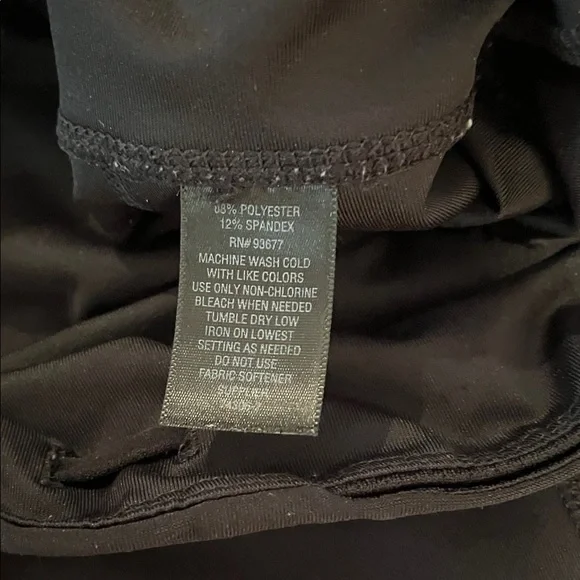 88% POLYESTER
12% SPANDEX
RN# 93677
MACHINE WASH COLD
WITH LIKE COLORS
USE ONLY NON-CHLORINE
BLEACH WHEN NEEDED
TUMBLE DRY LOW
IRON ON LOWEST
SETTING AS NEEDED
DO NOT USE
FABRIC SOFTENER
SUPPLIER